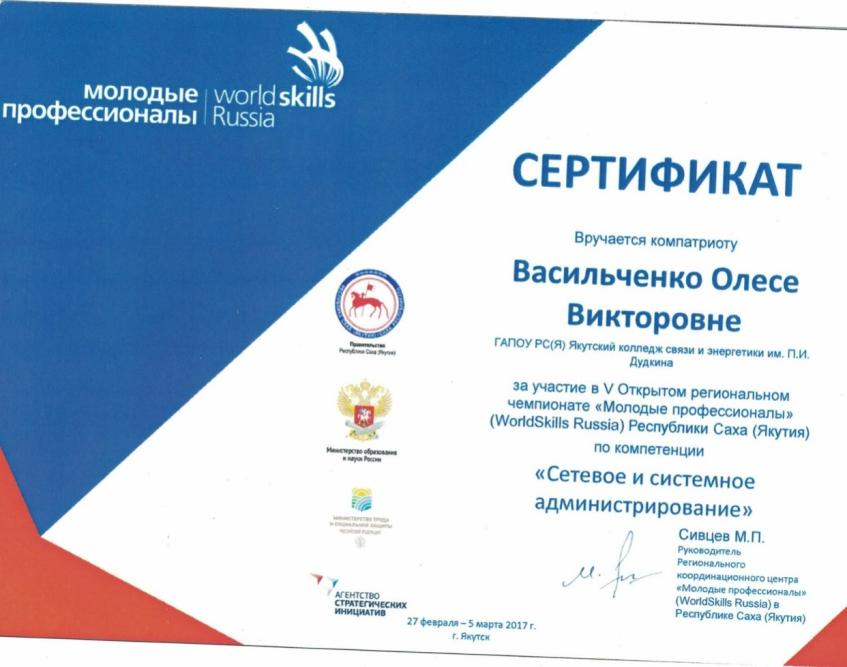 молодые
профессионалы
world skills
Russia
СЕРТИФИКАТ
Вручается компатриоту
Васильченко Олесе
Викторовне
ГАПОУ РС(Я) Якутский колледж связи и энергетики им. П.И.
Дудкина
за участие в V Открытом региональном
чемпионате «Молодые профессионалы»
(WorldSkills Russia) Республики Саха (Якутия)
по компетенции
«Сетевое и системное
администрирование»
Сивцев М.П.
Руководитель
Регионального
координационного центра
«Молодые профессионалы»
(WorldSkills Russia) в
Республике Саха (Якутия)
Правительство
Республики Саха (Якутия)
Министерство образования
и науки России
МИНИСТЕРСТВО ТРУДА
И СОЦИАЛЬНОЙ ЗАЩИТЫ
РОССИЙСКОЙ ФЕДЕРАЦИИ
АГЕНТСТВО
СТРАТЕГИЧЕСКИХ
ИНИЦИАТИВ
27 февраля – 5 марта 2017 г.
г. Якутск